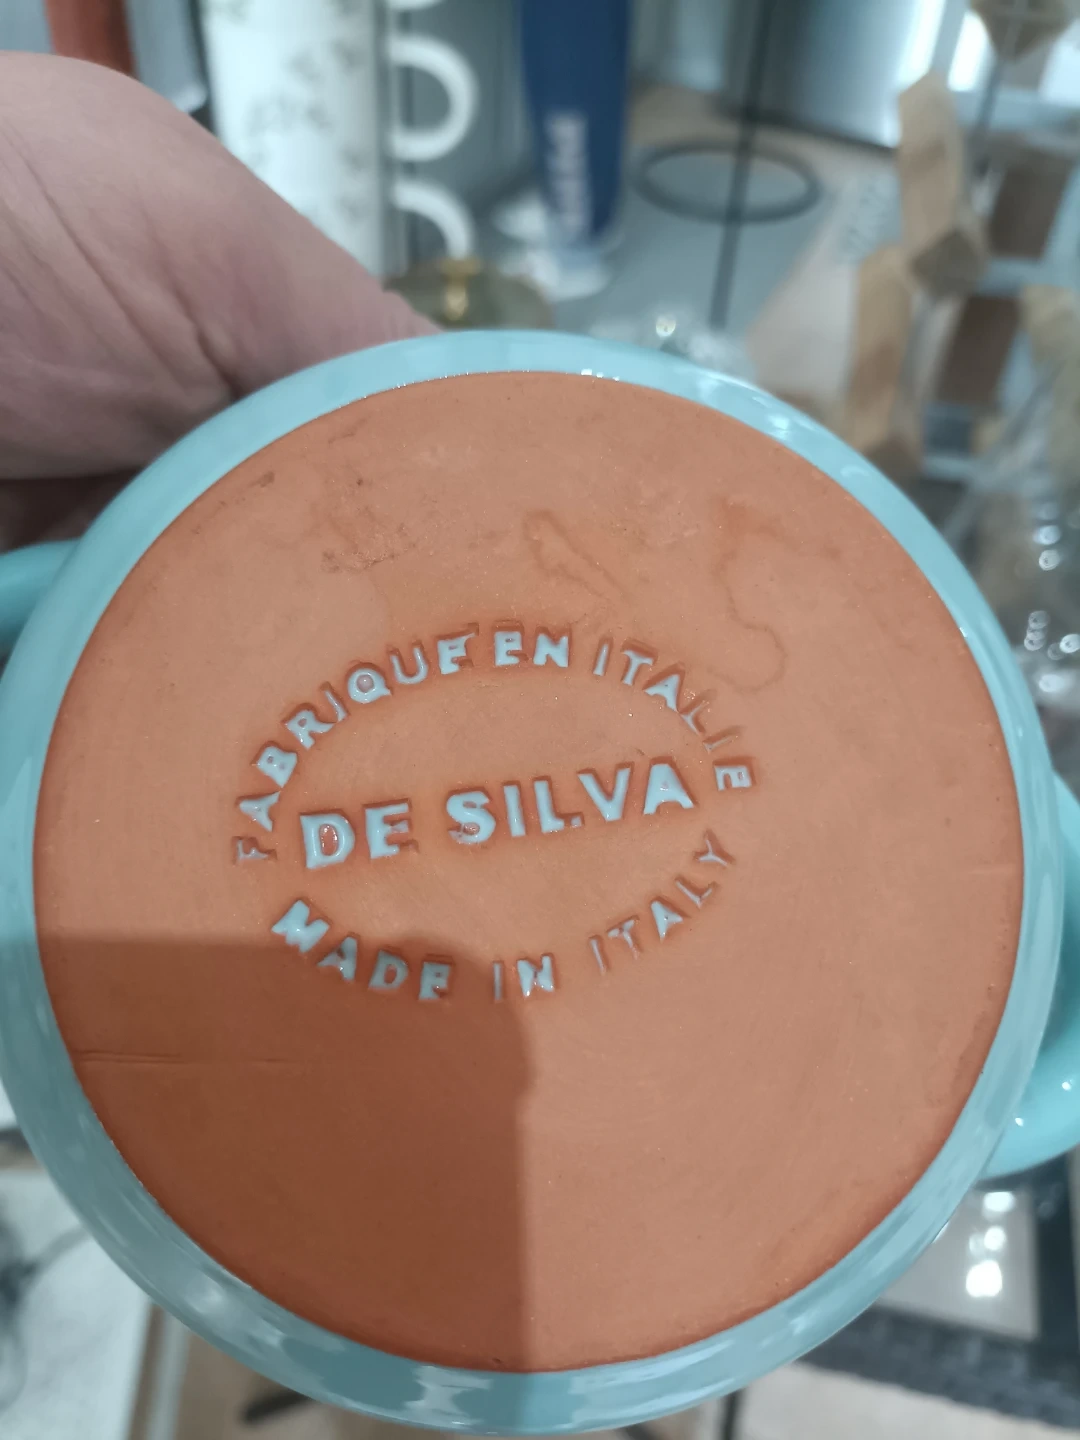 FABRIQUE EN ITALIE
DE SILVA
MADE IN ITALY